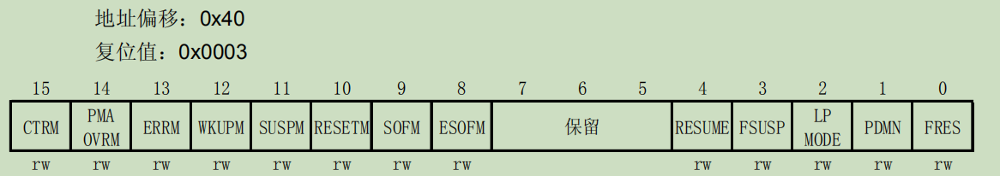 地址偏移：0x40
复位值：0x0003
15 14 13 12 11 10 9 8 7 6 5 4 3 2 1 0
CTRM PMA OVRM ERRM WKUPM SUSPM RESETM SOFM ESOFM 保留 RESUME FSUSP LP MODE PDMN FRES
rw rw rw rw rw rw rw rw rw rw rw rw rw